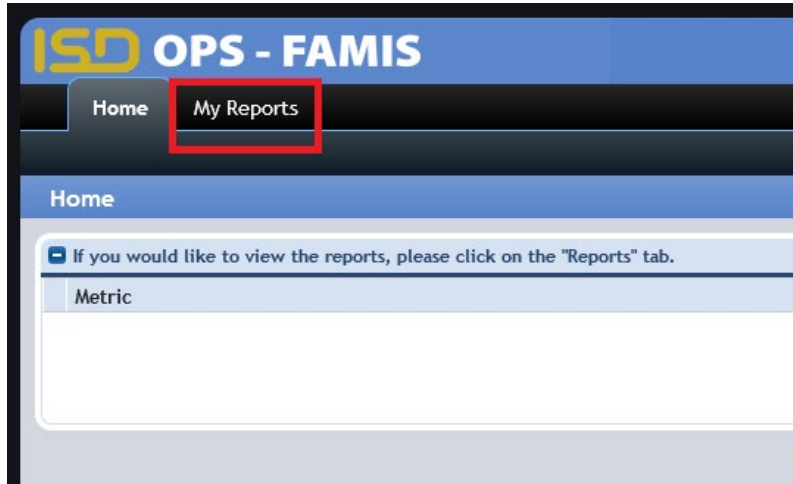 ISD OPS - FAMIS
Home My Reports
Home
If you would like to view the reports, please click on the "Reports" tab.
Metric